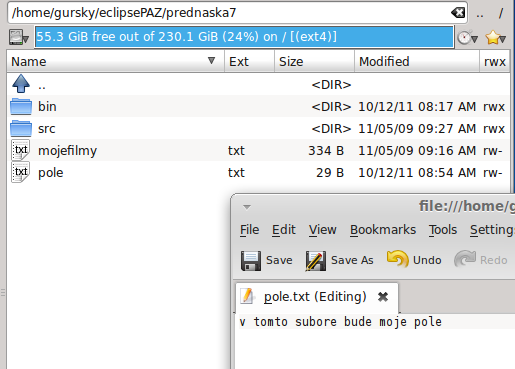 /home/gursky/eclipsePAZ/prednaska7 .. /
55.3 GiB free out of 230.1 GiB (24%) on / [(ext4)]
Name Ext Size Modified rwx
.. <DIR>
bin <DIR> 10/12/11 08:17 AM rwx
src <DIR> 11/05/09 09:27 AM rwx
txt mojefilmy txt 334 B 11/05/09 09:16 AM rw-
txt pole txt 29 B 10/12/11 08:54 AM rw-
file:///home/g
File Edit View Bookmarks Tools Setting
Save Save As Undo Redo
pole.txt (Editing)
v tomto subore bude moje pole